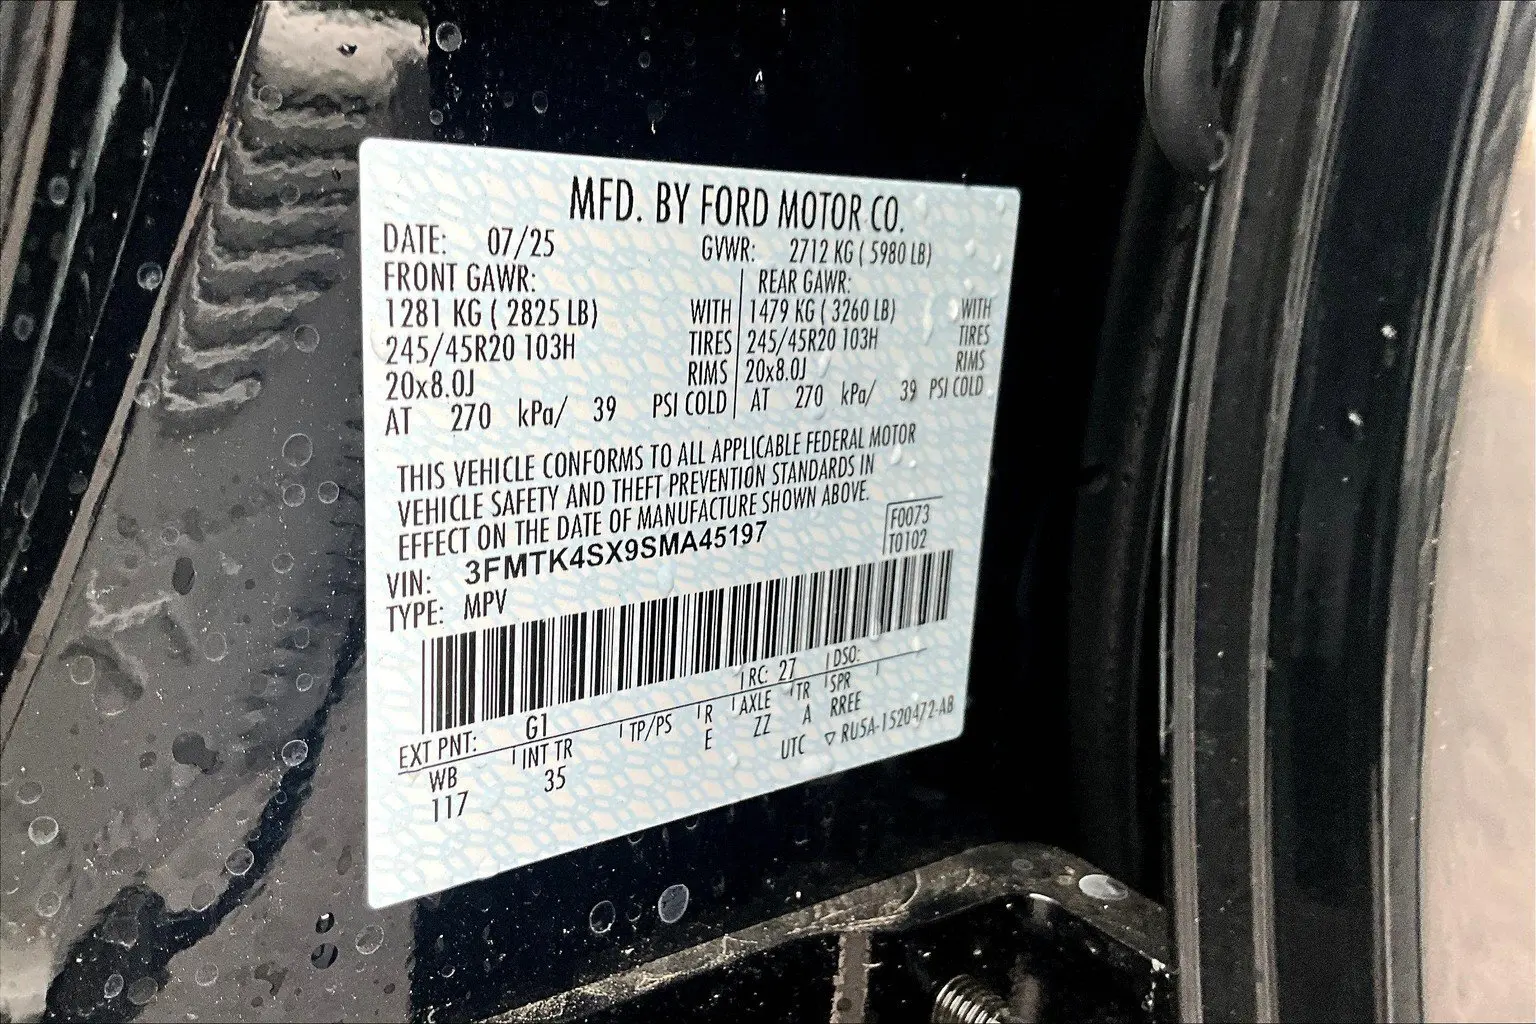 MFD. BY FORD MOTOR CO.
DATE: 07/25 GVWR: 2712 KG ( 5980 LB)
FRONT GAWR: REAR GAWR:
1281 KG ( 2825 LB) WITH 1479 KG ( 3260 LB) WITH
245/45R20 103H TIRES 245/45R20 103H TIRES
20x8.0J RIMS 20x8.0J RIMS
AT 270 kPa/ 39 PSI COLD AT 270 kPa/ 39 PSI COLD
THIS VEHICLE CONFORMS TO ALL APPLICABLE FEDERAL MOTOR
VEHICLE SAFETY AND THEFT PREVENTION STANDARDS IN
EFFECT ON THE DATE OF MANUFACTURE SHOWN ABOVE.
F0073
T0102
VIN: 3FMTK4SX9SMA45197
TYPE: MPV
EXT PNT: G1 RC: 27 DSO:
WB INT TR TP/PS R AXLE TR SPR
117 35 E ZZ A RREE
UTC ▽ RU5A-1520472-AB